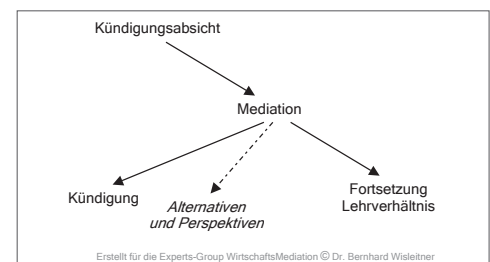 Kündigungsabsicht
Mediation
Kündigung
Alternativen
und Perspektiven
Fortsetzung
Lehrverhältnis
Erstellt für die Experts-Group WirtschaftsMediation © Dr. Bernhard Wisleitner